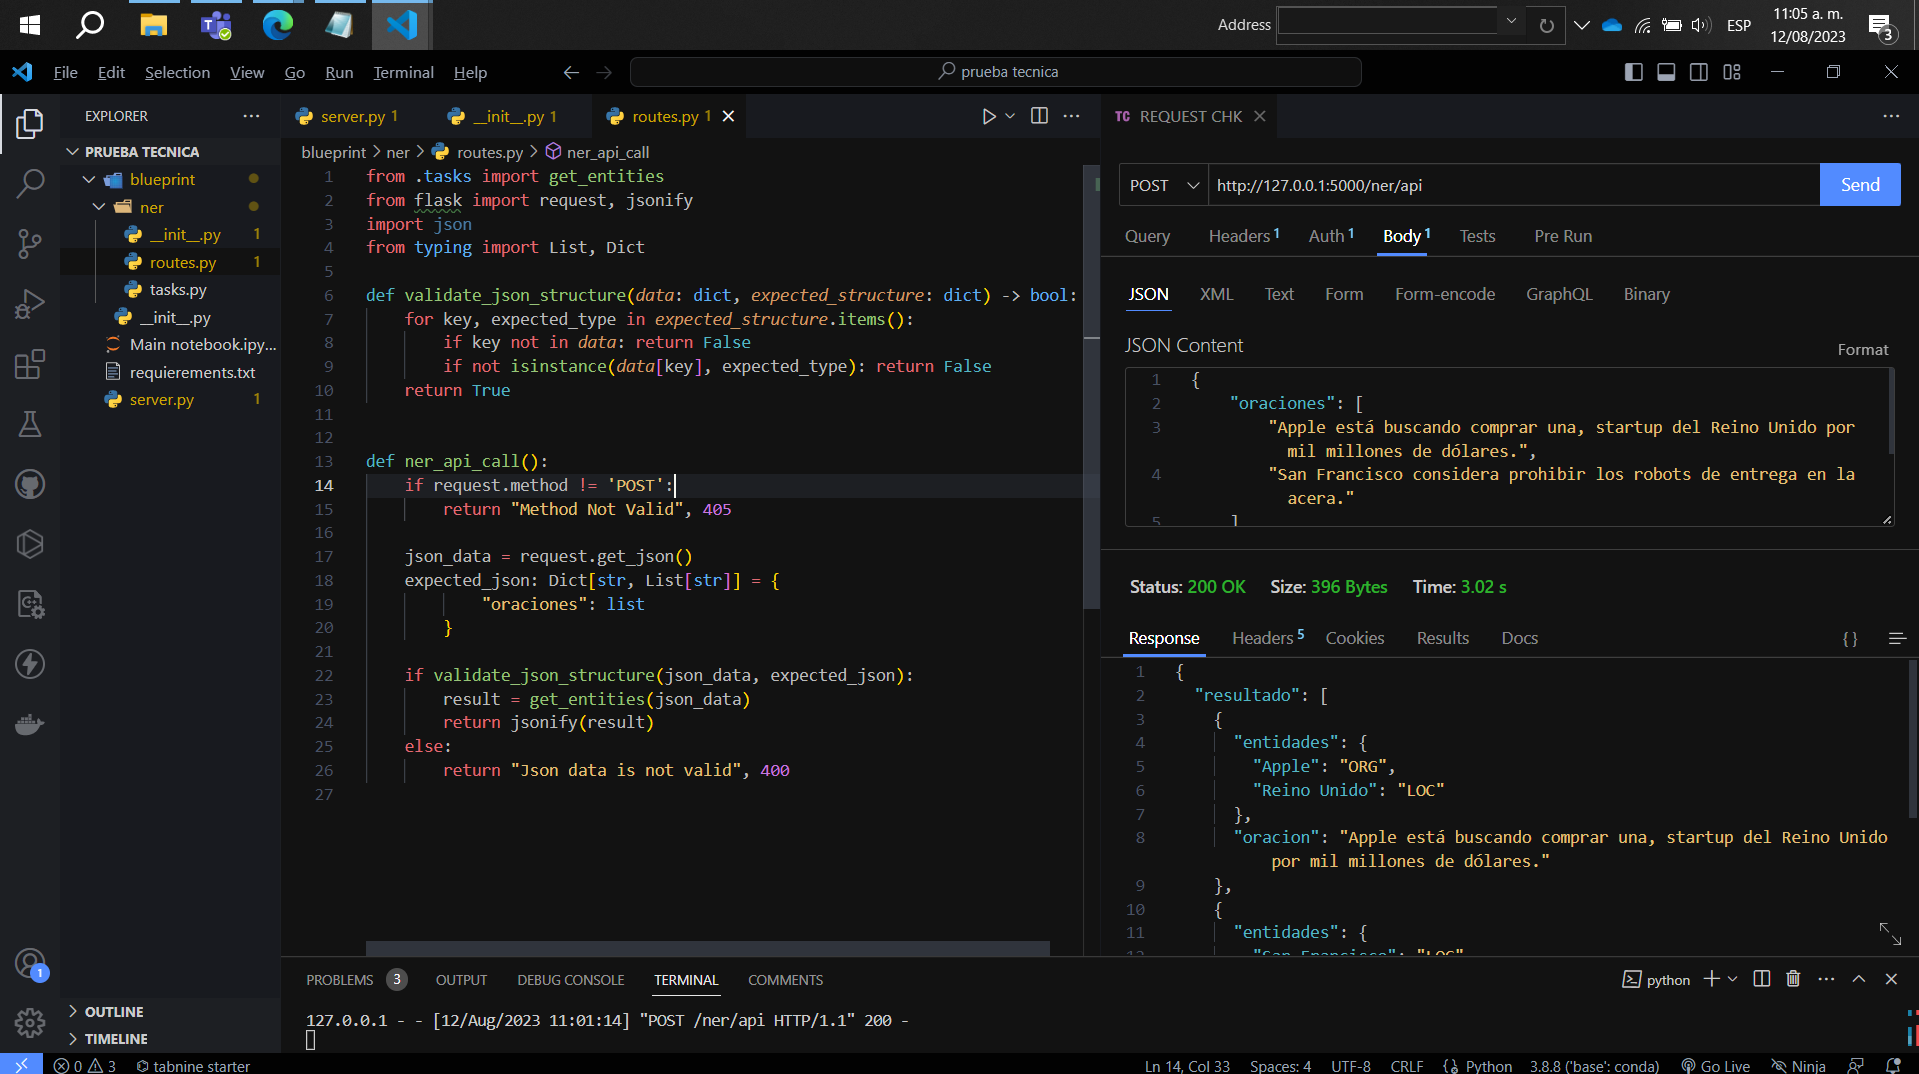 Address
ESP
11:05 a. m.
12/08/2023
3
File Edit Selection View Go Run Terminal Help
prueba tecnica
EXPLORER
PRUEBA TECNICA
blueprint
ner
__init__.py 1
routes.py 1
tasks.py
__init__.py
Main notebook.ipy...
requierements.txt
server.py 1
OUTLINE
TIMELINE
1
server.py 1
__init__.py 1
routes.py 1
blueprint > ner > routes.py > ner_api_call
1 from .tasks import get_entities
2 from flask import request, jsonify
3 import json
4 from typing import List, Dict
5
6 def validate_json_structure(data: dict, expected_structure: dict) -> bool:
7 for key, expected_type in expected_structure.items():
8 if key not in data: return False
9 if not isinstance(data[key], expected_type): return False
10 return True
11
12
13 def ner_api_call():
14 if request.method != 'POST':
15 return "Method Not Valid", 405
16
17 json_data = request.get_json()
18 expected_json: Dict[str, List[str]] = {
19 "oraciones": list
20 }
21
22 if validate_json_structure(json_data, expected_json):
23 result = get_entities(json_data)
24 return jsonify(result)
25 else:
26 return "Json data is not valid", 400
27
TC REQUEST CHK
POST http://127.0.0.1:5000/ner/api Send
Query Headers 1 Auth 1 Body 1 Tests Pre Run
JSON XML Text Form Form-encode GraphQL Binary
JSON Content
Format
1 {
2 "oraciones": [
3 "Apple está buscando comprar una, startup del Reino Unido por
mil millones de dólares.",
4 "San Francisco considera prohibir los robots de entrega en la
acera."
5 ]
Status: 200 OK Size: 396 Bytes Time: 3.02 s
Response Headers 5 Cookies Results Docs {}
1 {
2 "resultado": [
3 {
4 "entidades": {
5 "Apple": "ORG",
6 "Reino Unido": "LOC"
7 },
8 "oracion": "Apple está buscando comprar una, startup del Reino Unido
por mil millones de dólares."
9 },
10 {
11 "entidades": {
12 "San Francisco": "LOC"
PROBLEMS 3 OUTPUT DEBUG CONSOLE TERMINAL COMMENTS
python
127.0.0.1 - - [12/Aug/2023 11:01:14] "POST /ner/api HTTP/1.1" 200 -
0 3 tabnine starter
Ln 14, Col 33 Spaces: 4 UTF-8 CRLF {} Python 3.8.8 ('base': conda) Go Live Ninja